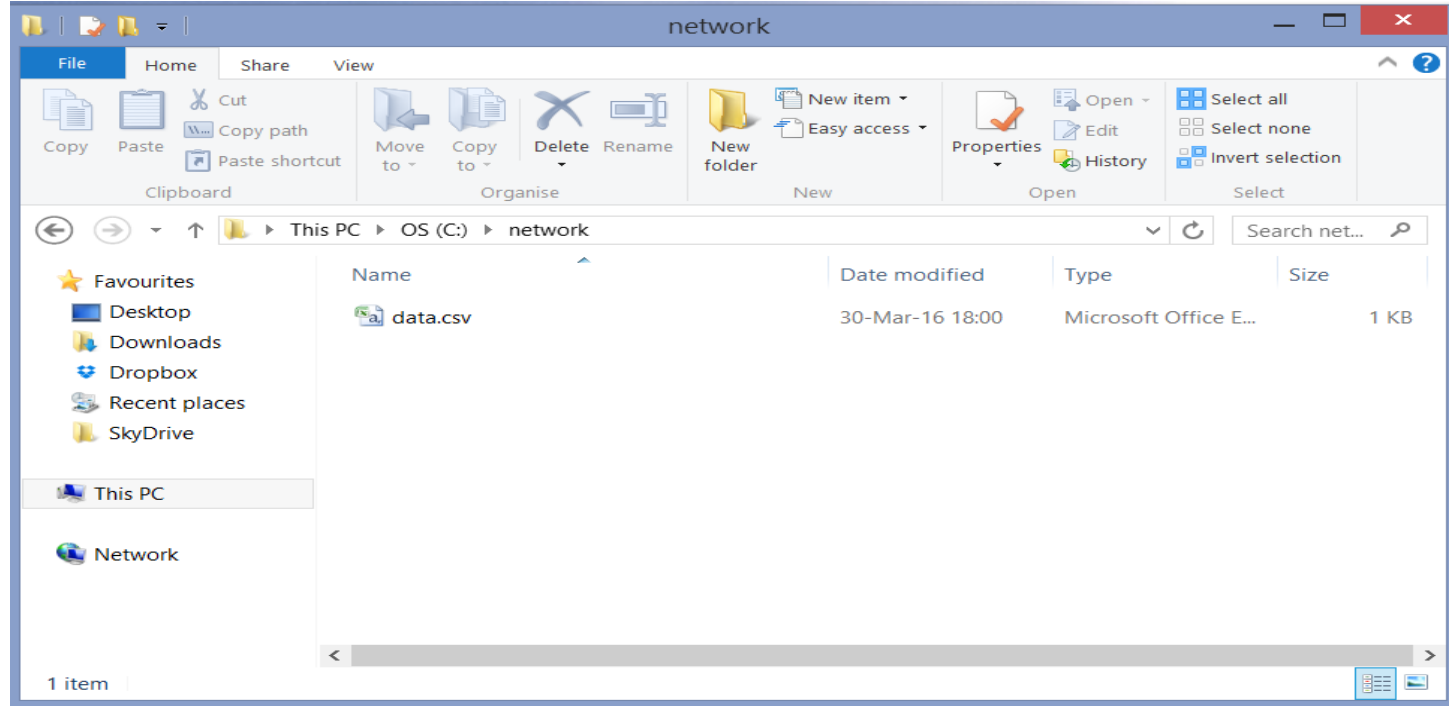 network
File Home Share View
Copy
Paste
Cut
Copy path
Paste shortcut
Clipboard
Move to
Copy to
Delete
Rename
Organise
New folder
New item
Easy access
New
Properties
Open
Edit
History
Open
Select all
Select none
Invert selection
Select
This PC OS (C:) network
Search net...
Favourites
Desktop
Downloads
Dropbox
Recent places
SkyDrive
This PC
Network
Name Date modified Type Size
data.csv 30-Mar-16 18:00 Microsoft Office E... 1 KB
1 item